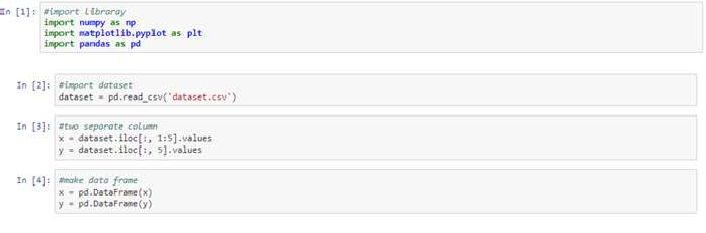 In [1]:
#import libraray
import numpy as np
import matplotlib.pyplot as plt
import pandas as pd
In [2]:
#import dataset
dataset = pd.read_csv('dataset.csv')
In [3]:
#two separate column
x = dataset.iloc[:, 1:5].values
y = dataset.iloc[:, 5].values
In [4]:
#make data frame
x = pd.DataFrame(x)
y = pd.DataFrame(y)